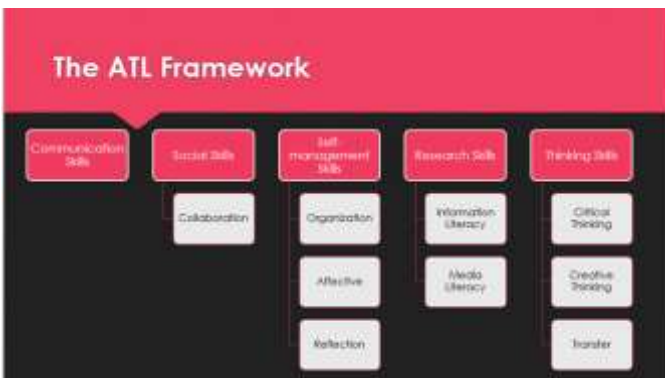 The ATL Framework
Communication
Skills
Social Skills
Self-
management
Skills
Research Skills
Thinking Skills
Collaboration
Organization
Affective
Reflection
Information
Literacy
Media
Literacy
Critical
Thinking
Creative
Thinking
Transfer